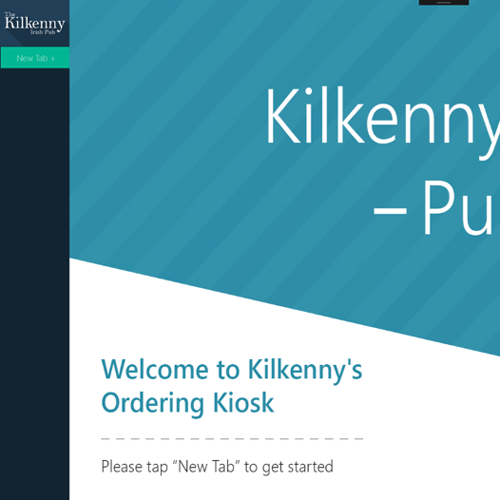 The
Kilkenny
Irish Pub
New Tab +
Kilkenny
– Pu
Welcome to Kilkenny's
Ordering Kiosk
Please tap “New Tab” to get started